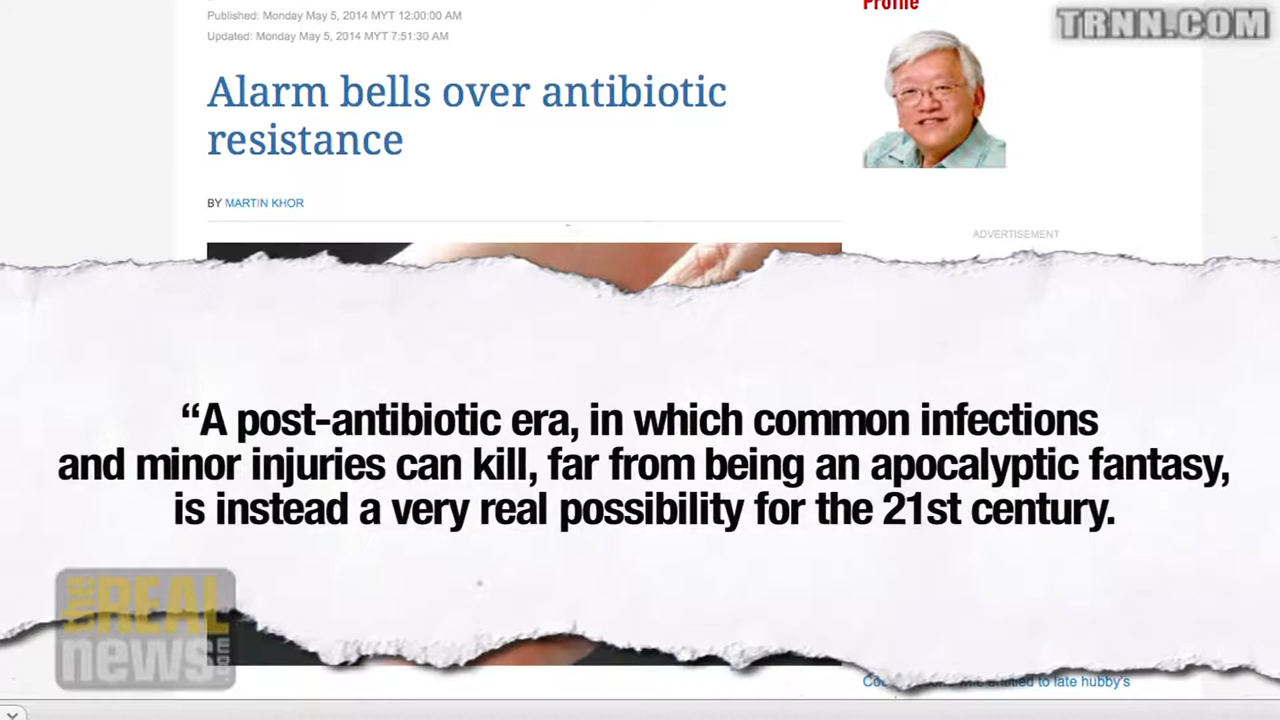 Published: Monday May 5, 2014 MYT 12:00:00 AM
Updated: Monday May 5, 2014 MYT 7:51:30 AM
Profile
TRNN.COM
Alarm bells over antibiotic
resistance
BY MARTIN KHOR
ADVERTISEMENT
“A post-antibiotic era, in which common infections
and minor injuries can kill, far from being an apocalyptic fantasy,
is instead a very real possibility for the 21st century.
the REAL
news.com
to late hubby's